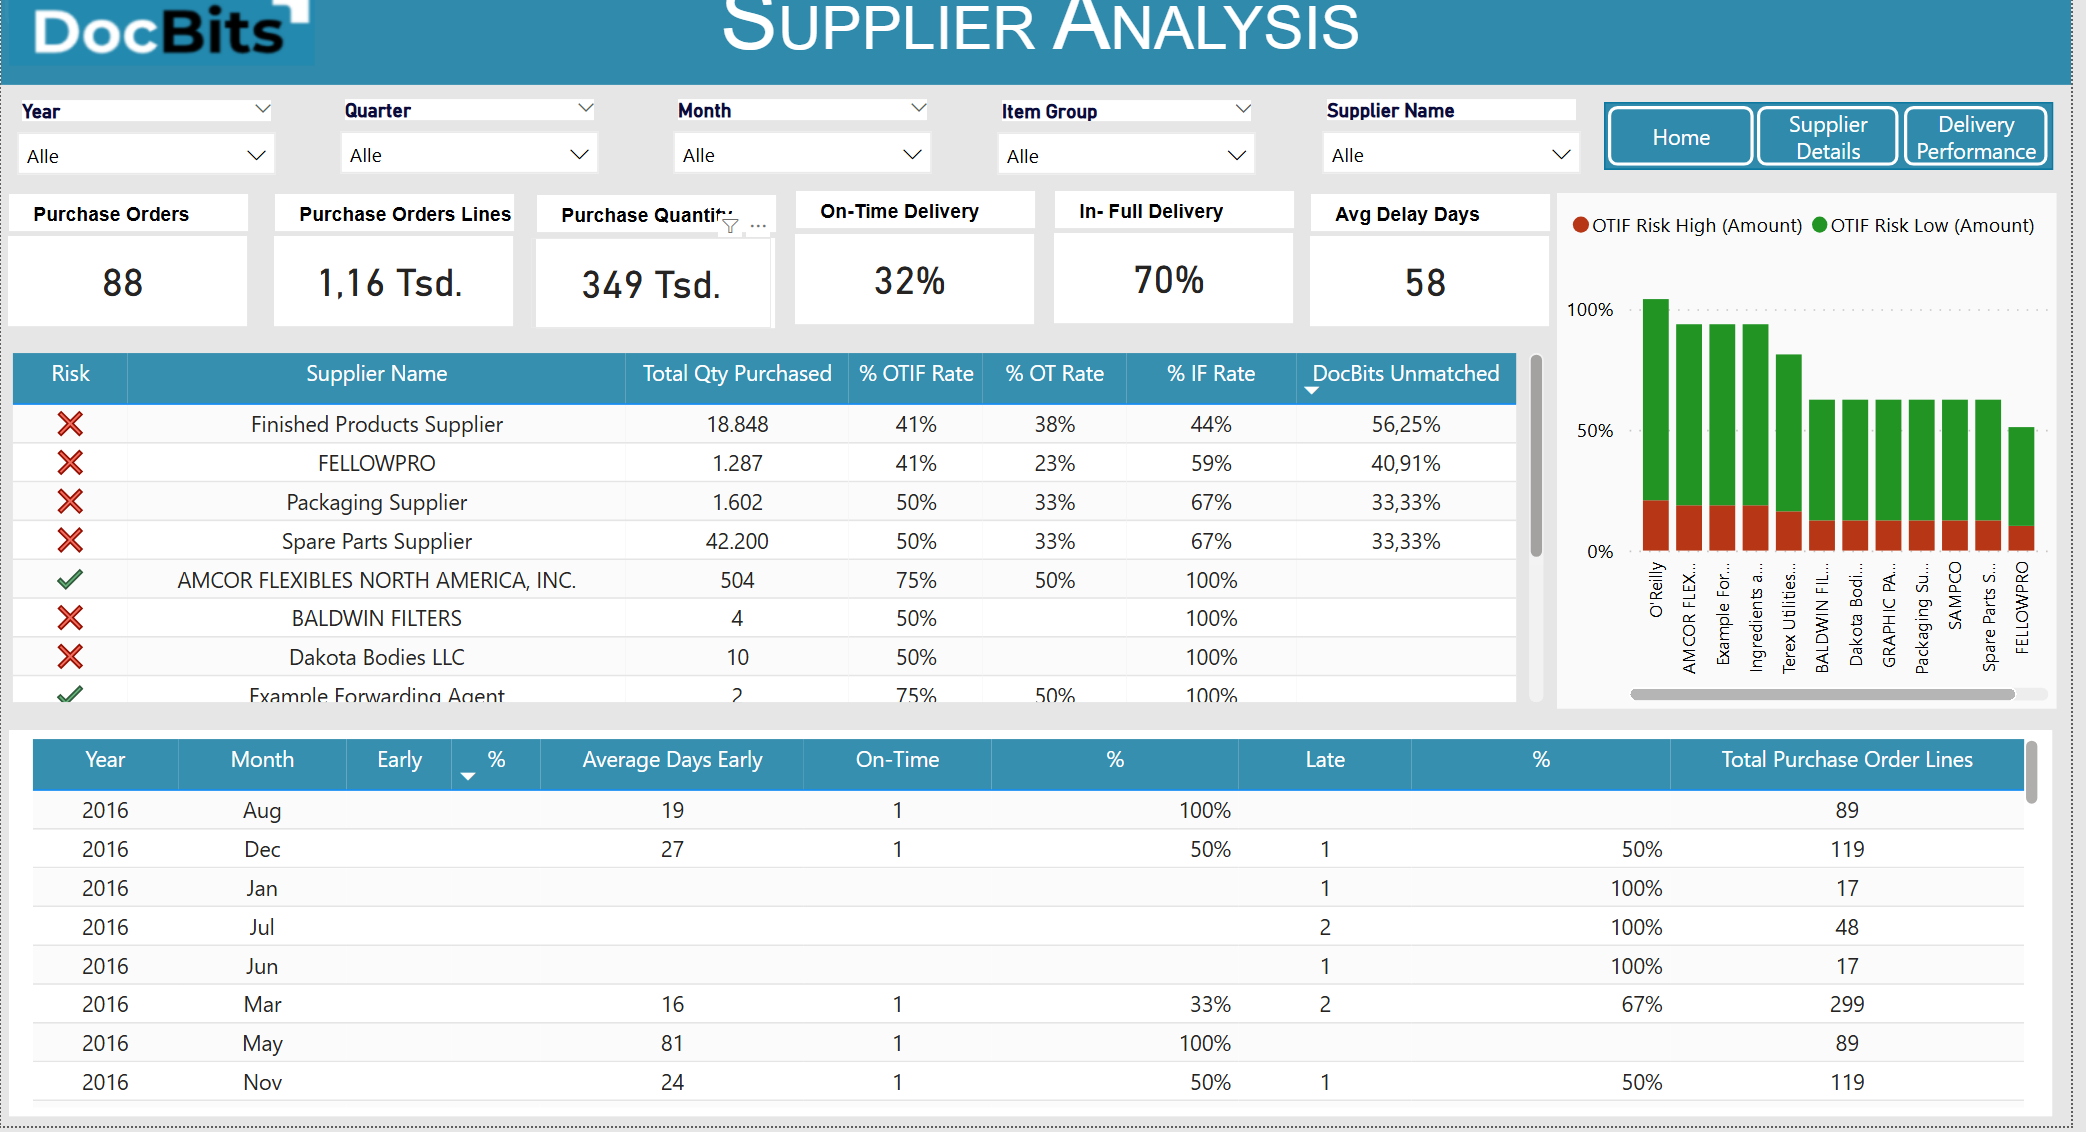 DocBits
SUPPLIER ANALYSIS
Year
Quarter
Month
Item Group
Supplier Name
Alle
Alle
Alle
Alle
Alle
Home
Supplier Details
Delivery Performance
Purchase Orders
Purchase Orders Lines
Purchase Quantity
On-Time Delivery
In- Full Delivery
Avg Delay Days
88
1,16 Tsd.
349 Tsd.
32%
70%
58
Risk Supplier Name Total Qty Purchased % OTIF Rate % OT Rate % IF Rate DocBits Unmatched
Finished Products Supplier 18.848 41% 38% 44% 56,25%
FELLOWPRO 1.287 41% 23% 59% 40,91%
Packaging Supplier 1.602 50% 33% 67% 33,33%
Spare Parts Supplier 42.200 50% 33% 67% 33,33%
AMCOR FLEXIBLES NORTH AMERICA, INC. 504 75% 50% 100%
BALDWIN FILTERS 4 50% 100%
Dakota Bodies LLC 10 50% 100%
Example Forwarding Agent 2 75% 50% 100%
OTIF Risk High (Amount) OTIF Risk Low (Amount)
100%
50%
0%
O'Reilly
AMCOR FLEX...
Example For...
Ingredients a...
Terex Utilities...
BALDWIN FIL...
Dakota Bodi...
GRAPHIC PA...
Packaging Su...
SAMPCO
Spare Parts S...
FELLOWPRO
Year Month Early % Average Days Early On-Time % Late % Total Purchase Order Lines
2016 Aug 19 1 100% 89
2016 Dec 27 1 50% 1 50% 119
2016 Jan 1 100% 17
2016 Jul 2 100% 48
2016 Jun 1 100% 17
2016 Mar 16 1 33% 2 67% 299
2016 May 81 1 100% 89
2016 Nov 24 1 50% 1 50% 119